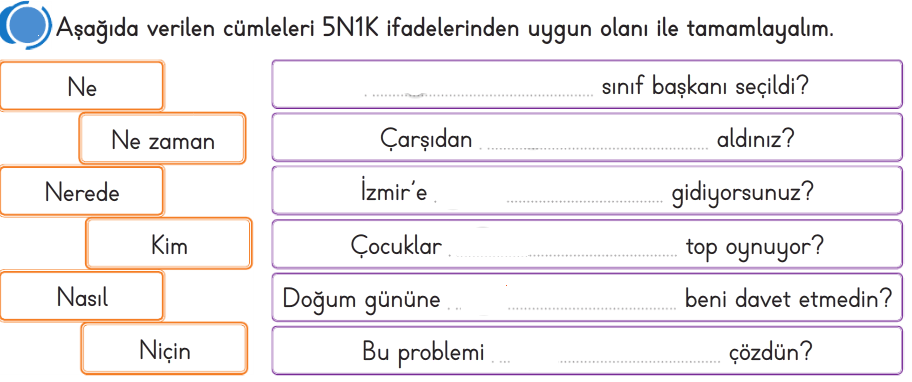 Aşağıda verilen cümleleri 5N1K ifadelerinden uygun olanı ile tamamlayalım.
Ne
............................ sınıf başkanı seçildi?
Ne zaman
Çarşıdan ............................ aldınız?
Nerede
İzmir'e ............................ gidiyorsunuz?
Kim
Çocuklar ............................ top oynuyor?
Nasıl
Doğum gününe ............................ beni davet etmedin?
Niçin
Bu problemi ............................ çözdün?